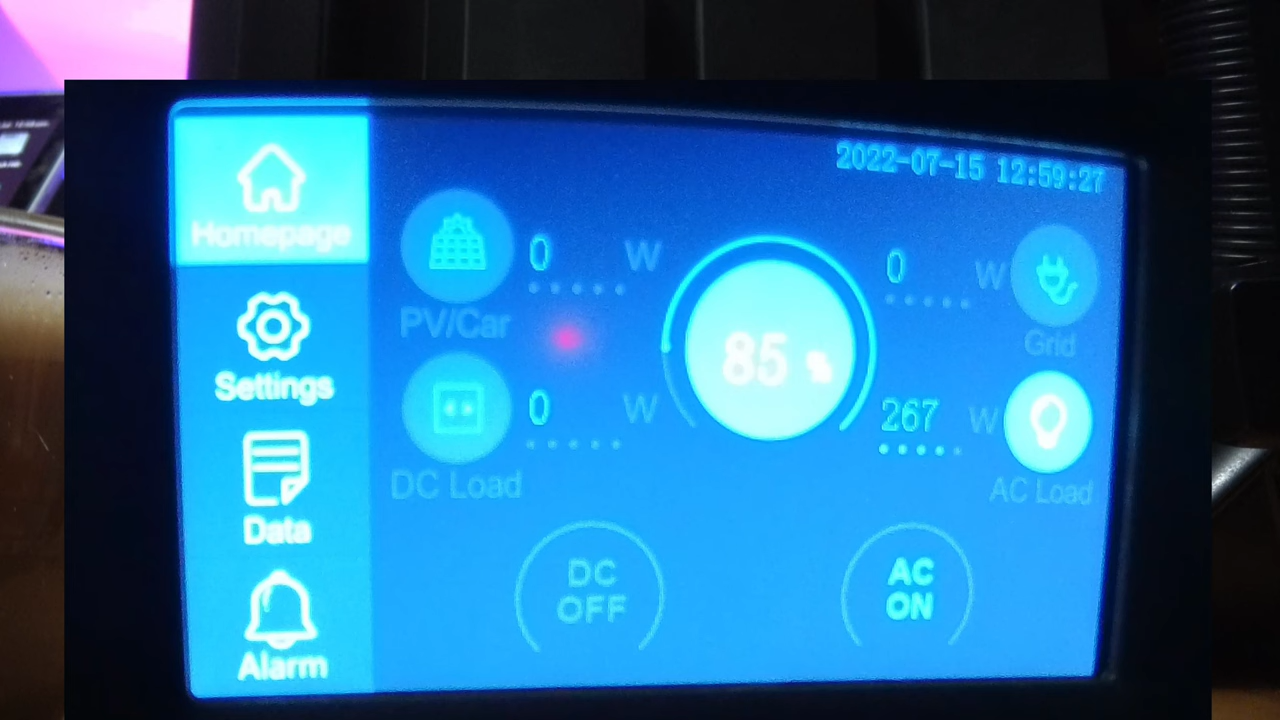 2022-07-15 12:59:27
Homepage
Settings
Data
Alarm
0 W
PV/Car
0 W
DC Load
85 %
0 W
Grid
267 W
AC Load
DC
OFF
AC
ON